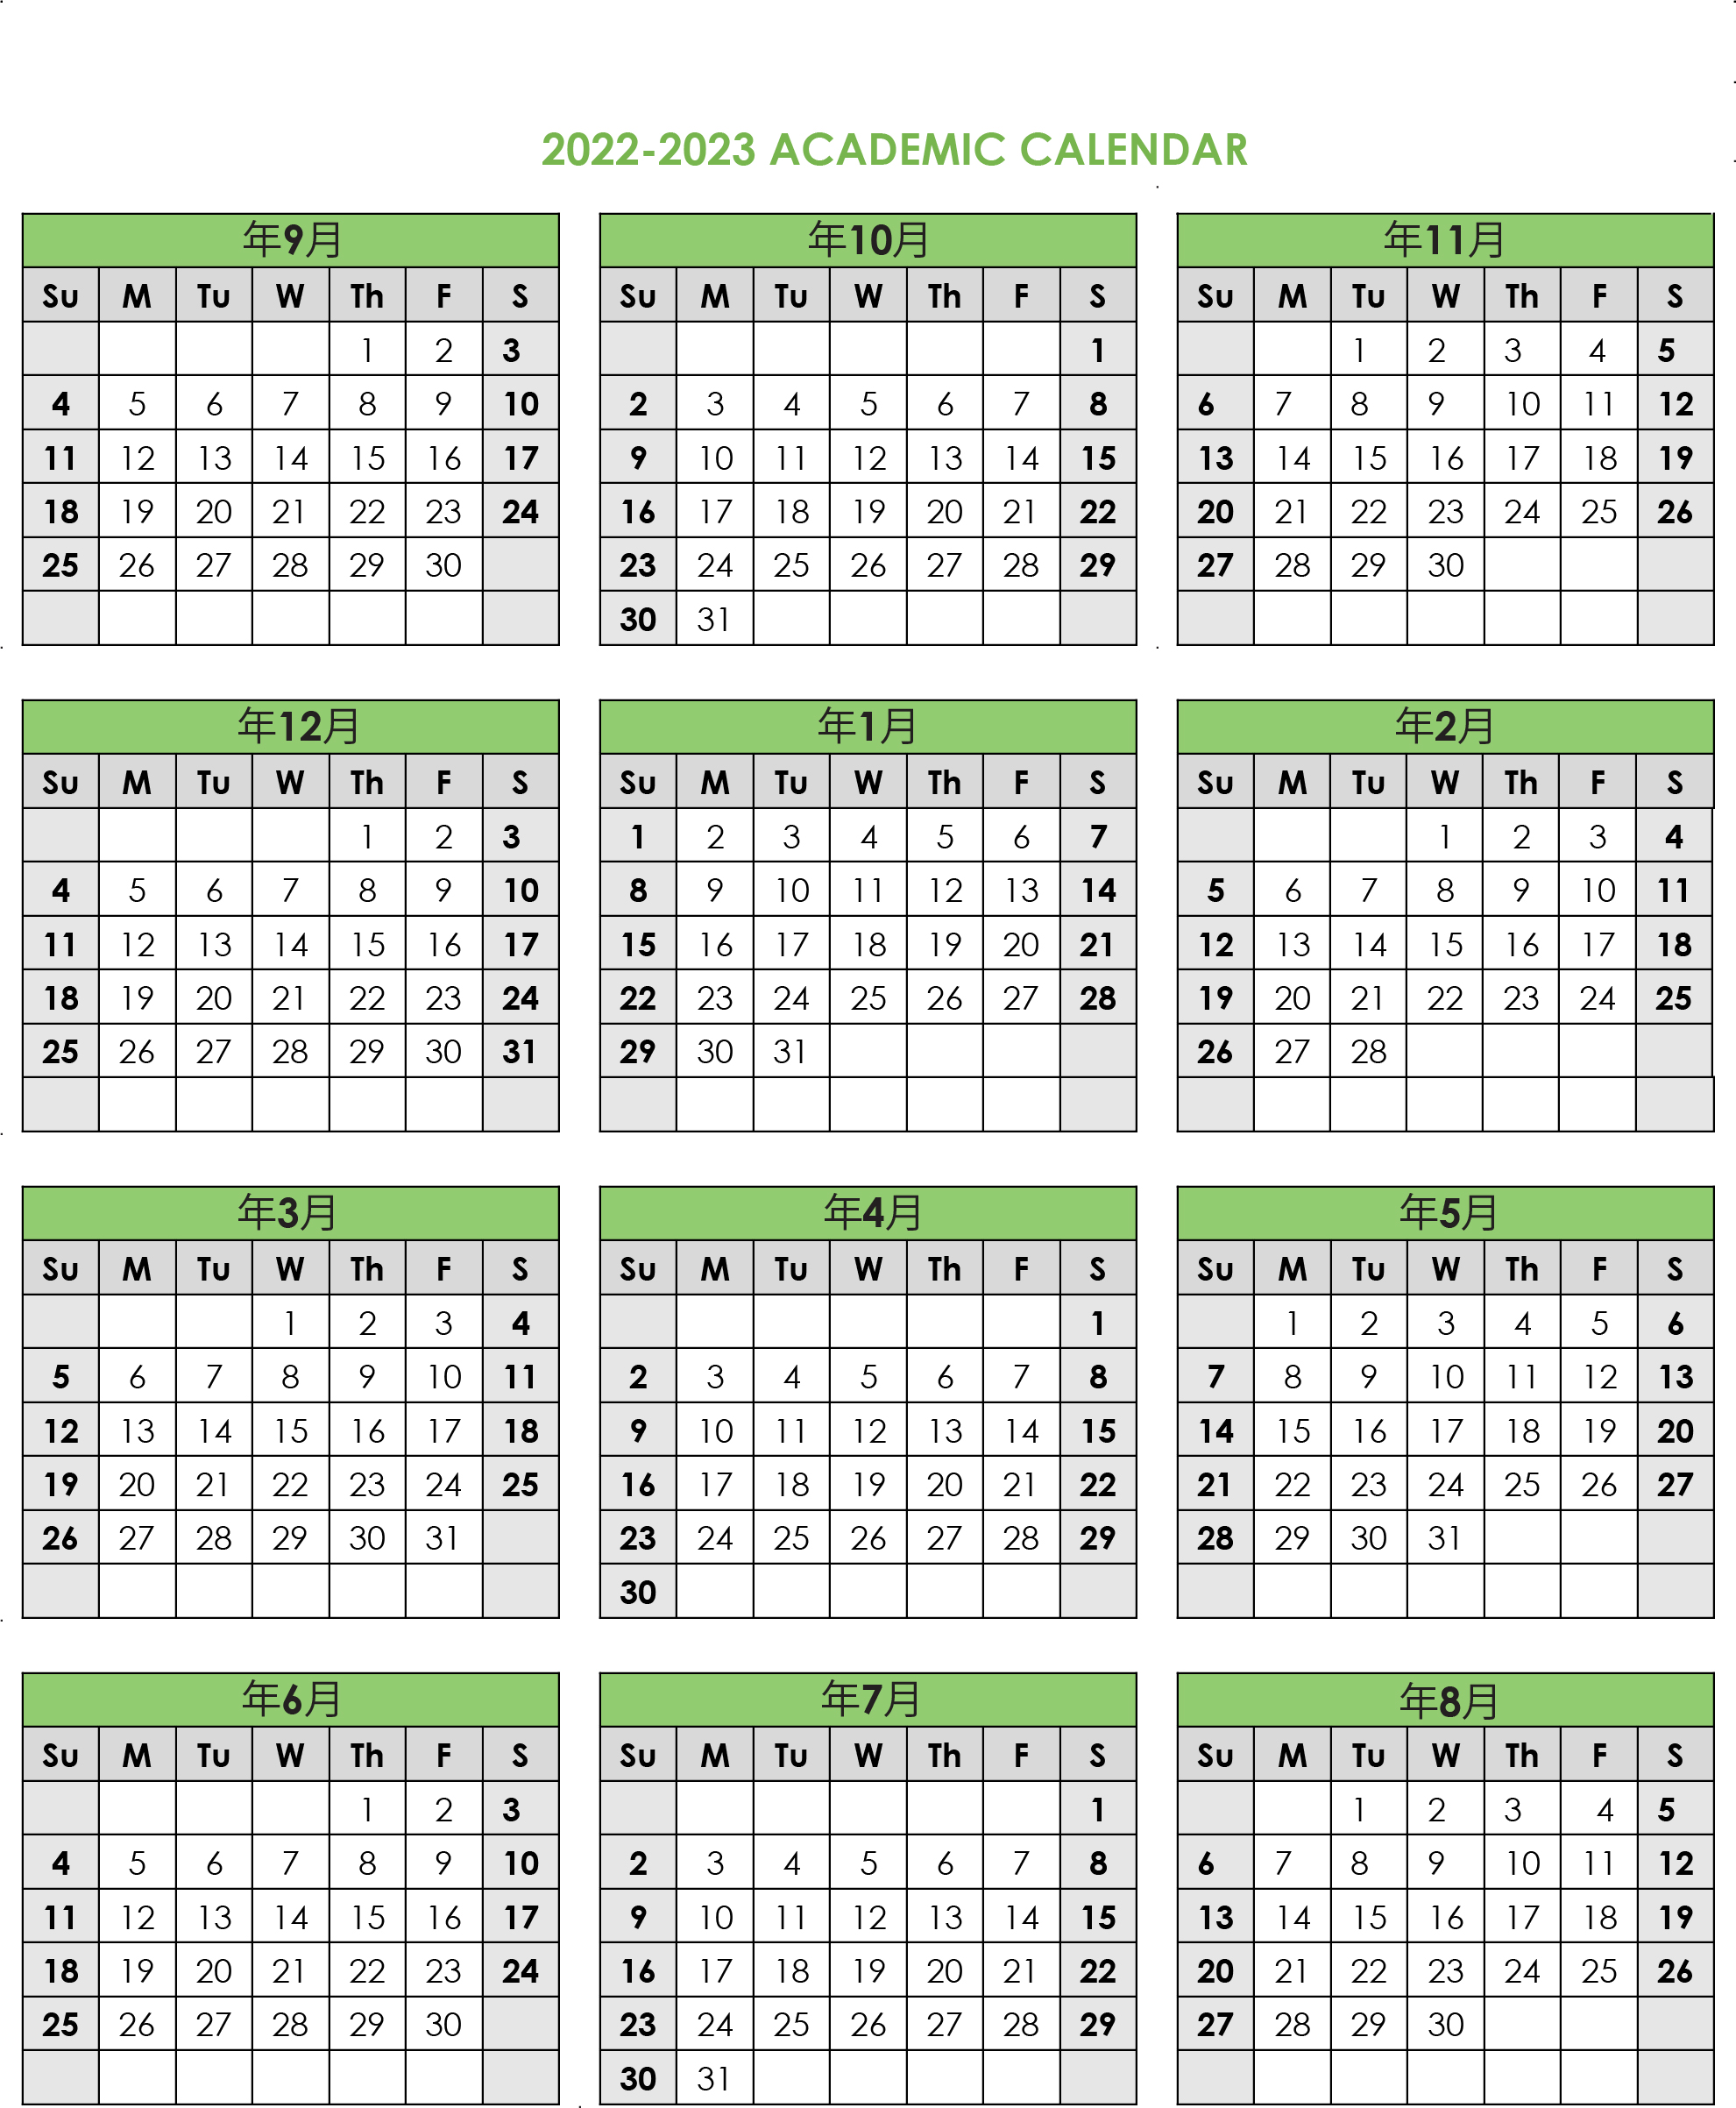 2022-2023 ACADEMIC CALENDAR
年9月
Su M Tu W Th F S
1 2 3
4 5 6 7 8 9 10
11 12 13 14 15 16 17
18 19 20 21 22 23 24
25 26 27 28 29 30
年10月
Su M Tu W Th F S
1
2 3 4 5 6 7 8
9 10 11 12 13 14 15
16 17 18 19 20 21 22
23 24 25 26 27 28 29
30 31
年11月
Su M Tu W Th F S
1 2 3 4 5
6 7 8 9 10 11 12
13 14 15 16 17 18 19
20 21 22 23 24 25 26
27 28 29 30
年12月
Su M Tu W Th F S
1 2 3
4 5 6 7 8 9 10
11 12 13 14 15 16 17
18 19 20 21 22 23 24
25 26 27 28 29 30 31
年1月
Su M Tu W Th F S
1 2 3 4 5 6 7
8 9 10 11 12 13 14
15 16 17 18 19 20 21
22 23 24 25 26 27 28
29 30 31
年2月
Su M Tu W Th F S
1 2 3 4
5 6 7 8 9 10 11
12 13 14 15 16 17 18
19 20 21 22 23 24 25
26 27 28
年3月
Su M Tu W Th F S
1 2 3 4
5 6 7 8 9 10 11
12 13 14 15 16 17 18
19 20 21 22 23 24 25
26 27 28 29 30 31
年4月
Su M Tu W Th F S
1
2 3 4 5 6 7 8
9 10 11 12 13 14 15
16 17 18 19 20 21 22
23 24 25 26 27 28 29
30
年5月
Su M Tu W Th F S
1 2 3 4 5 6
7 8 9 10 11 12 13
14 15 16 17 18 19 20
21 22 23 24 25 26 27
28 29 30 31
年6月
Su M Tu W Th F S
1 2 3
4 5 6 7 8 9 10
11 12 13 14 15 16 17
18 19 20 21 22 23 24
25 26 27 28 29 30
年7月
Su M Tu W Th F S
1
2 3 4 5 6 7 8
9 10 11 12 13 14 15
16 17 18 19 20 21 22
23 24 25 26 27 28 29
30 31
年8月
Su M Tu W Th F S
1 2 3 4 5
6 7 8 9 10 11 12
13 14 15 16 17 18 19
20 21 22 23 24 25 26
27 28 29 30